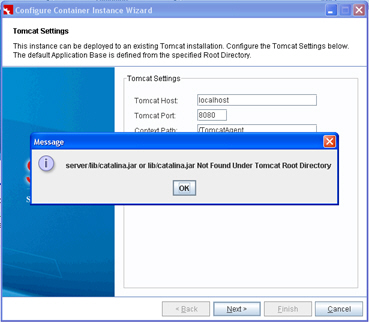 Configure Container Instance Wizard
Tomcat Settings
This instance can be deployed to an existing Tomcat installation. Configure the Tomcat Settings below.
The default Application Base is defined from the specified Root Directory.
Tomcat Settings
Tomcat Host: localhost
Tomcat Port: 8080
Context Path: /TomcatAgent
Message
server/lib/catalina.jar or lib/catalina.jar Not Found Under Tomcat Root Directory
OK
< Back Next > Finish Cancel